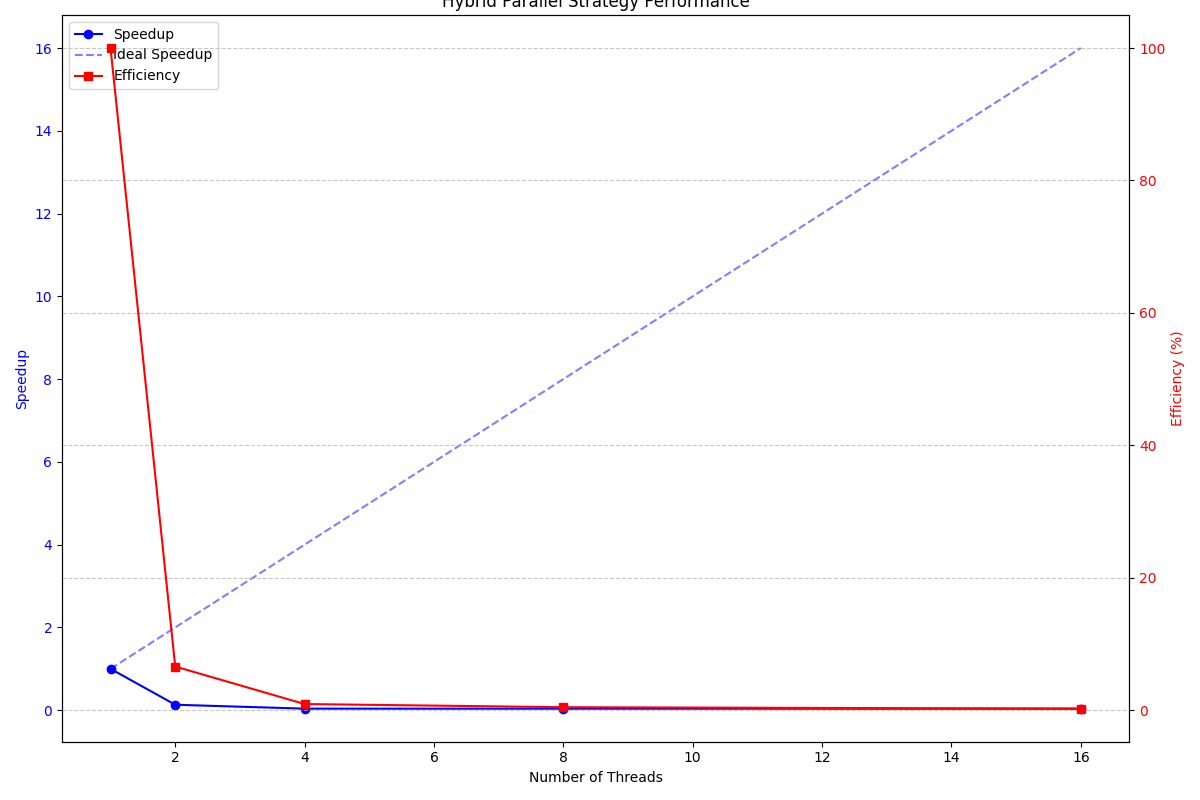 Hybrid Parallel Strategy Performance
Speedup
Ideal Speedup
Efficiency
16
14
12
10
8
6
4
2
0
Speedup
100
80
60
40
20
0
Efficiency (%)
2 4 6 8 10 12 14 16
Number of Threads